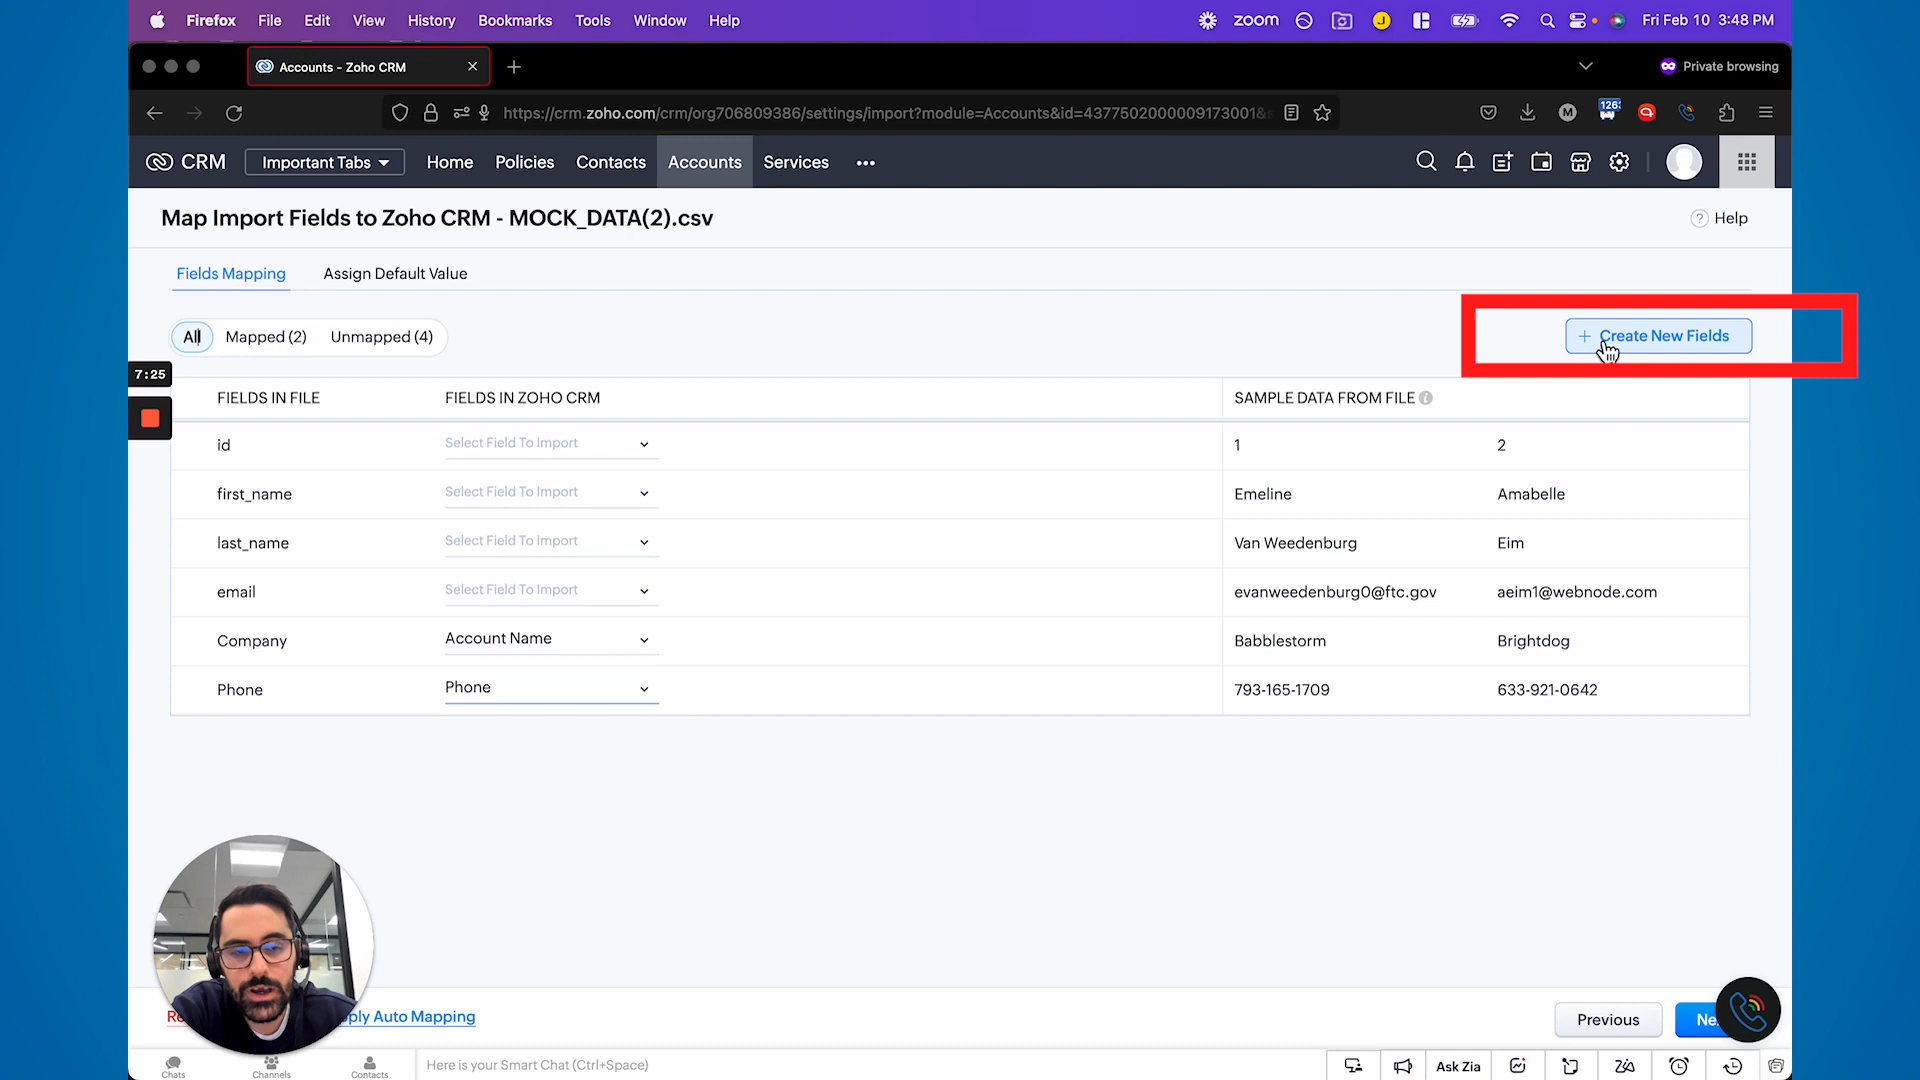 Firefox File Edit View History Bookmarks Tools Window Help zoom J Fri Feb 10 3:48 PM
Accounts - Zoho CRM Private browsing
https://crm.zoho.com/crm/org706809386/settings/import?module=Accounts&id=4377502000009173001& M 126
CRM Important Tabs Home Policies Contacts Accounts Services
Map Import Fields to Zoho CRM - MOCK_DATA(2).csv ? Help
Fields Mapping Assign Default Value
All Mapped (2) Unmapped (4) + Create New Fields
7:25
FIELDS IN FILE FIELDS IN ZOHO CRM SAMPLE DATA FROM FILE i
id Select Field To Import 1 2
first_name Select Field To Import Emeline Amabelle
last_name Select Field To Import Van Weedenburg Eim
email Select Field To Import evanweedenburg0@ftc.gov aeim1@webnode.com
Company Account Name Babblestorm Brightdog
Phone Phone 793-165-1709 633-921-0642
Auto Mapping Previous
Chats Channels Contacts Here is your Smart Chat (Ctrl+Space) Ask Zia